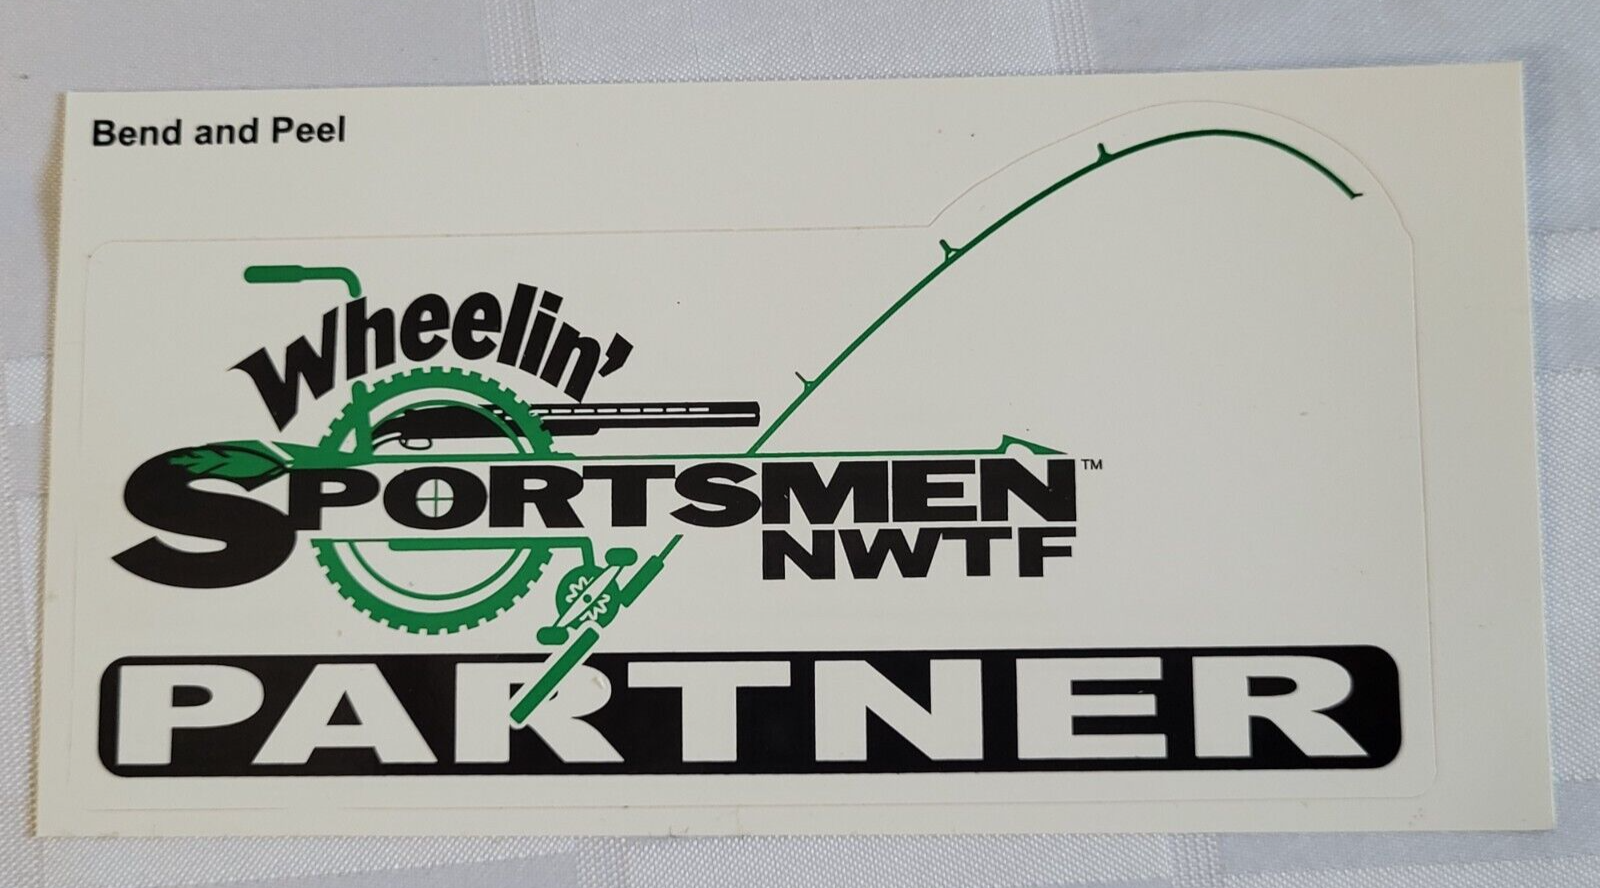 Bend and Peel
Wheelin'
SPORTSMEN™
NWTF
PARTNER